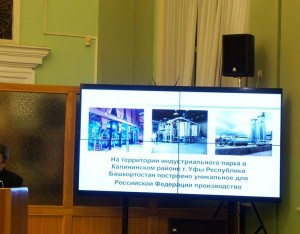 На территории индустриального парка в
Калининском районе г. Уфы Республики
Башкортостан построено уникальное для
Российской Федерации производство